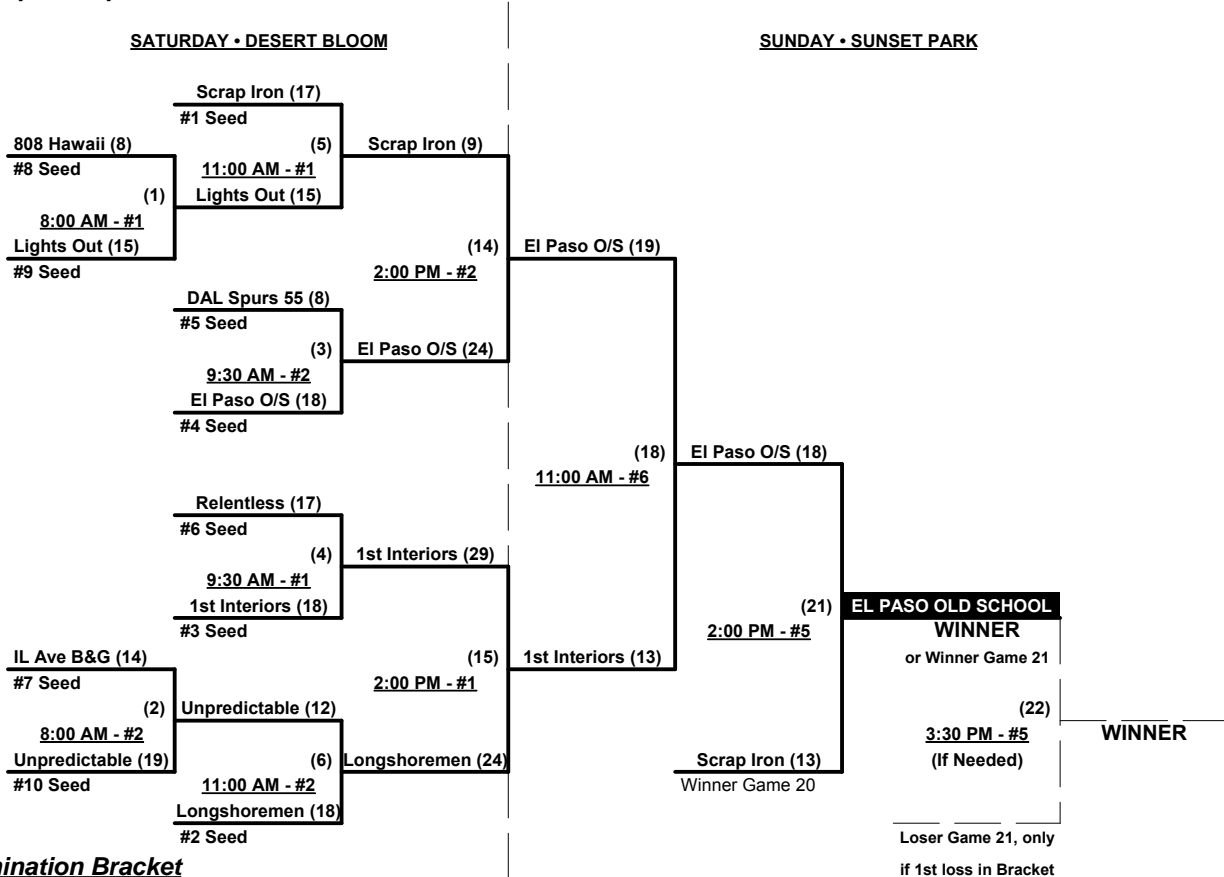 SATURDAY • DESERT BLOOM
SUNDAY • SUNSET PARK
Scrap Iron (17)
#1 Seed
808 Hawaii (8)
(5)
Scrap Iron (9)
#8 Seed
11:00 AM - #1
(1)
Lights Out (15)
8:00 AM - #1
Lights Out (15)
(14)
El Paso O/S (19)
#9 Seed
2:00 PM - #2
DAL Spurs 55 (8)
#5 Seed
(3)
El Paso O/S (24)
9:30 AM - #2
El Paso O/S (18)
#4 Seed
(18)
El Paso O/S (18)
11:00 AM - #6
Relentless (17)
#6 Seed
(4)
1st Interiors (29)
9:30 AM - #1
1st Interiors (18)
(21)
EL PASO OLD SCHOOL
#3 Seed
2:00 PM - #5
WINNER
IL Ave B&G (14)
(15)
1st Interiors (13)
or Winner Game 21
#7 Seed
2:00 PM - #1
(2)
Unpredictable (12)
(22)
8:00 AM - #2
3:30 PM - #5
WINNER
Unpredictable (19)
(6)
Longshoremen (24)
Scrap Iron (13)
(If Needed)
#10 Seed
11:00 AM - #2
Winner Game 20
Longshoremen (18)
#2 Seed
Loser Game 21, only
mination Bracket
if 1st loss in Bracket